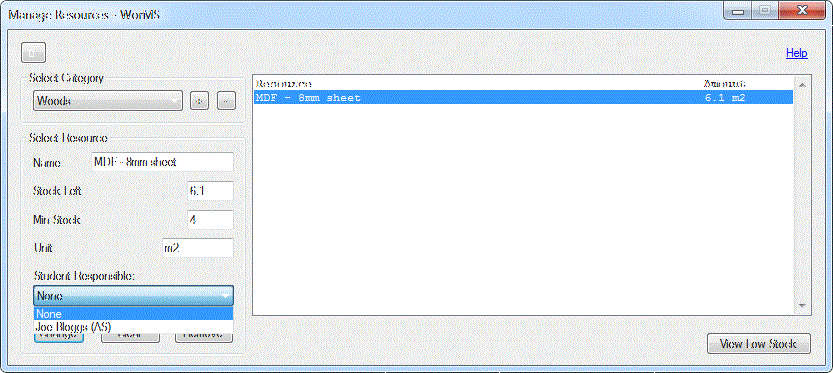 Manage Resources - WorMS
Help
Select Category
Woods
+
-
Resource
Amount
MDF - 8mm sheet
6.1 m2
Select Resource
Name
MDF - 8mm sheet
Stock Left
6.1
Min Stock
4
Unit
m2
Student Responsible:
None
None
Joe Bloggs (AS)
View Low Stock